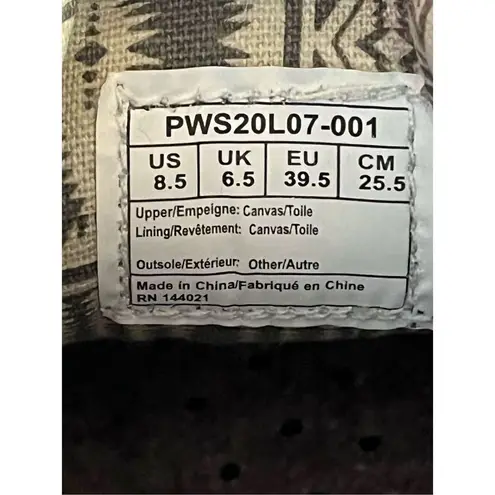 PWS20L07-001
US UK EU CM
8.5 6.5 39.5 25.5
Upper/Empeigne: Canvas/Toile
Lining/Revêtement: Canvas/Toile
Outsole/Extérieur: Other/Autre
Made in China/Fabriqué en Chine
RN 144021